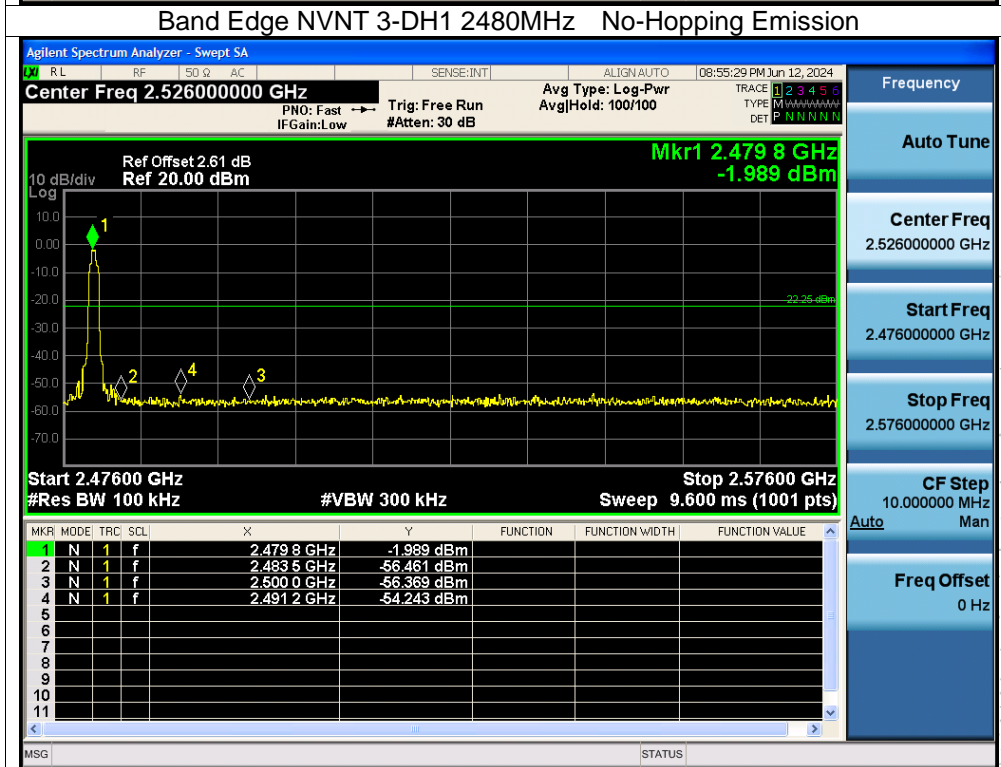 Band Edge NVNT 3-DH1 2480MHz No-Hopping Emission
Agilent Spectrum Analyzer - Swept SA
LXI RL RF 50 Ω AC SENSE:INT ALIGN AUTO 08:55:29 PM Jun 12, 2024
Center Freq 2.526000000 GHz
PNO: Fast
IFGain:Low
Trig: Free Run
#Atten: 30 dB
Avg Type: Log-Pwr
Avg|Hold: 100/100
TRACE 1 2 3 4 5 6
TYPE M WWWWW
DET P N N N N N
Ref Offset 2.61 dB
10 dB/div Ref 20.00 dBm
Log
Mkr1 2.479 8 GHz
-1.989 dBm
10.0
0.00
-10.0
-20.0
-30.0
-40.0
-50.0
-60.0
-70.0
1
2
4
3
-22.25 dBm
Start 2.47600 GHz Stop 2.57600 GHz
#Res BW 100 kHz #VBW 300 kHz Sweep 9.600 ms (1001 pts)
MKR MODE TRC SCL X Y FUNCTION FUNCTION WIDTH FUNCTION VALUE
1 N 1 f 2.479 8 GHz -1.989 dBm
2 N 1 f 2.483 5 GHz -56.461 dBm
3 N 1 f 2.500 0 GHz -56.369 dBm
4 N 1 f 2.491 2 GHz -54.243 dBm
5
6
7
8
9
10
11
MSG STATUS
Frequency
Auto Tune
Center Freq
2.526000000 GHz
Start Freq
2.476000000 GHz
Stop Freq
2.576000000 GHz
CF Step
10.000000 MHz
Auto Man
Freq Offset
0 Hz